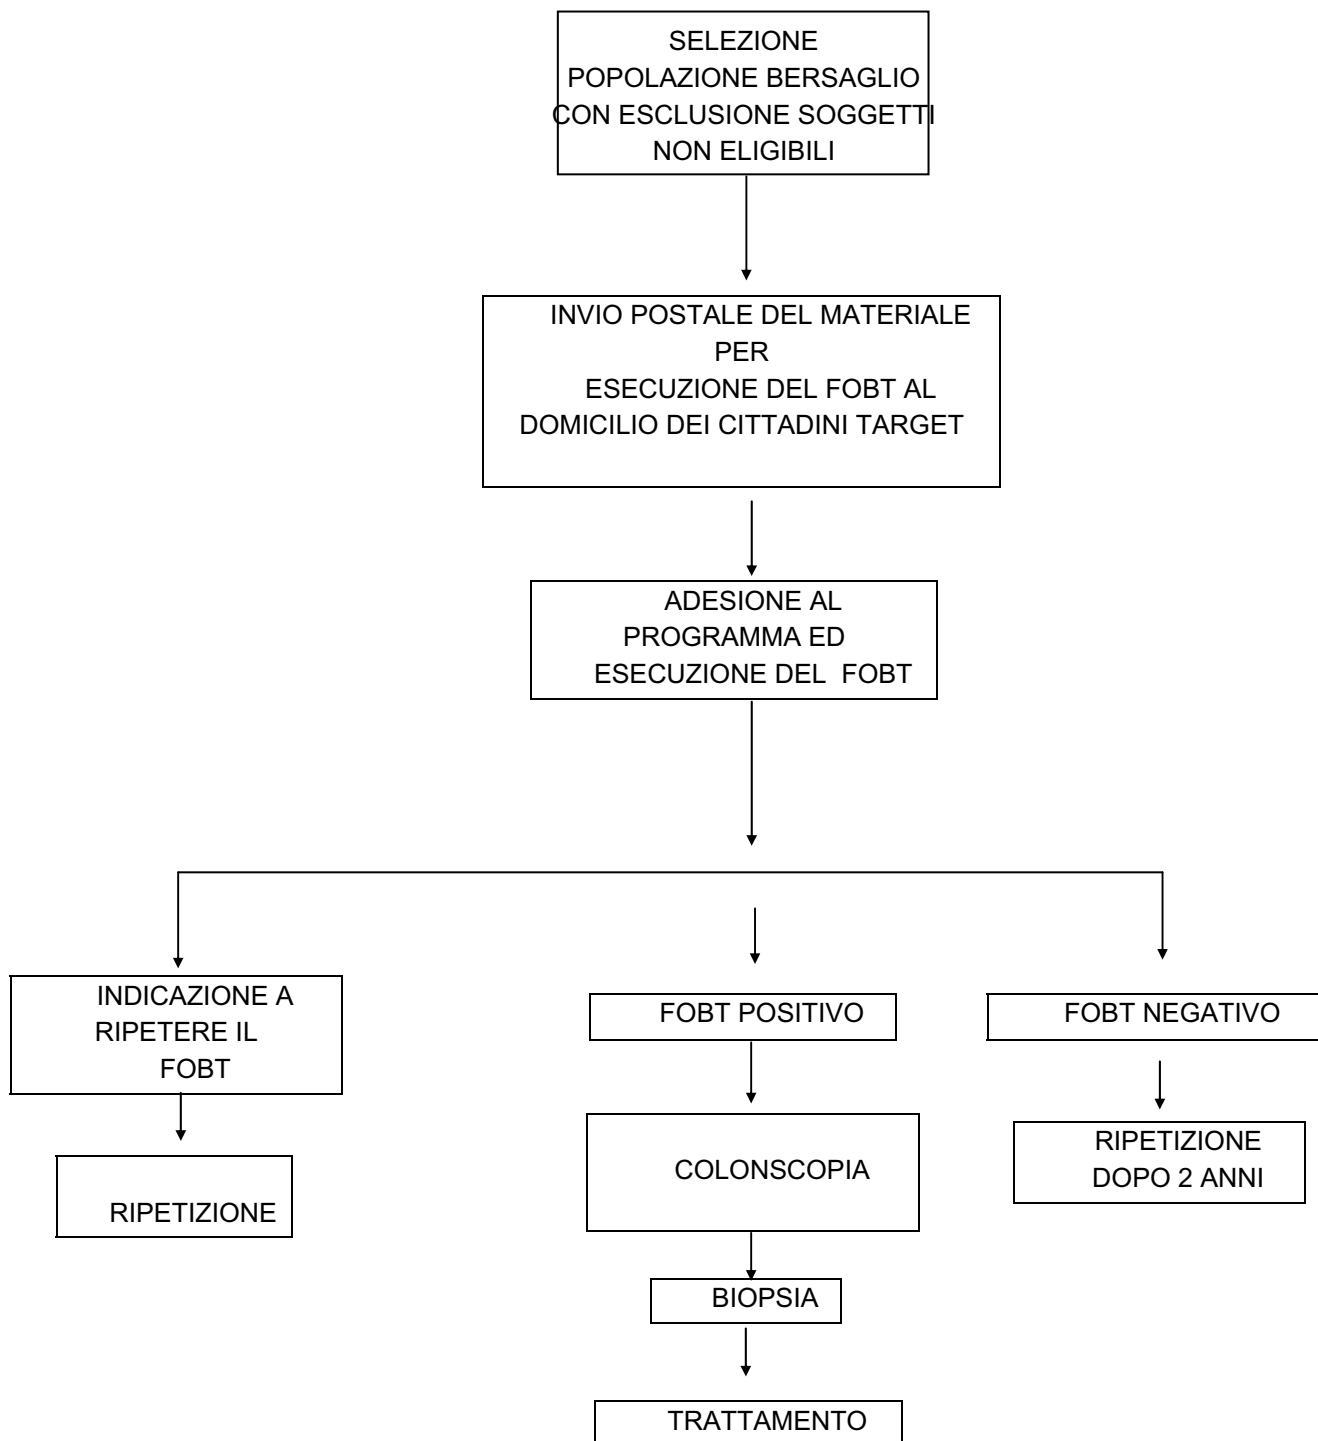 SELEZIONE
POPOLAZIONE BERSAGLIO
CON ESCLUSIONE SOGGETTI
NON ELIGIBILI
INVIO POSTALE DEL MATERIALE
PER
ESECUZIONE DEL FOBT AL
DOMICILIO DEI CITTADINI TARGET
ADESIONE AL
PROGRAMMA ED
ESECUZIONE DEL FOBT
INDICAZIONE A
RIPETERE IL
FOBT
RIPETIZIONE
FOBT POSITIVO
COLONSCOPIA
BIOPSIA
TRATTAMENTO
FOBT NEGATIVO
RIPETIZIONE
DOPO 2 ANNI